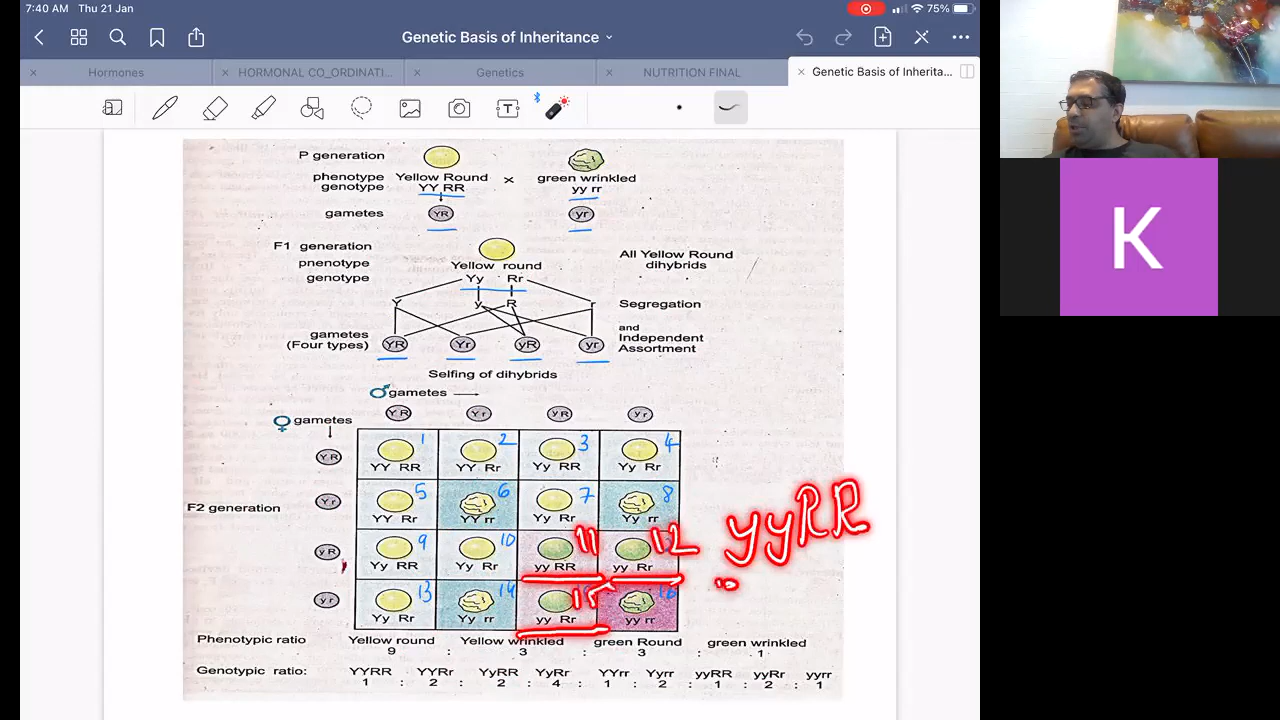 7:40 AM Thu 21 Jan 75%
Genetic Basis of Inheritance
Hormones HORMONAL CO_ORDINATI... Genetics NUTRITION FINAL Genetic Basis of Inherita...
P generation
phenotype Yellow Round × green wrinkled
genotype YY RR yy rr
gametes YR yr
F1 generation
pnenotype Yellow round All Yellow Round dihybrids
genotype Yy Rr
Y y R r Segregation
gametes (Four types) YR Yr yR yr and Independent Assortment
Selfing of dihybrids
♂ gametes
♀ gametes YR Yr yR yr
1 2 3 4
YR YY RR YY Rr Yy RR Yy Rr
5 6 7 8
Yr YY Rr YY rr Yy Rr Yy rr
F2 generation
yyRR
9 10 11 12
yR Yy RR Yy Rr yy RR yy Rr
13 14 15 16
yr Yy Rr Yy rr yy Rr yy rr
Phenotypic ratio Yellow round Yellow wrinkled green Round green wrinkled
9 : 3 : 3 : 1
Genotypic ratio: YYRR YYRr YyRR YyRr YYrr Yyrr yyRR yyRr yyrr
1 : 2 : 2 : 4 : 1 : 2 : 1 : 2 : 1
K